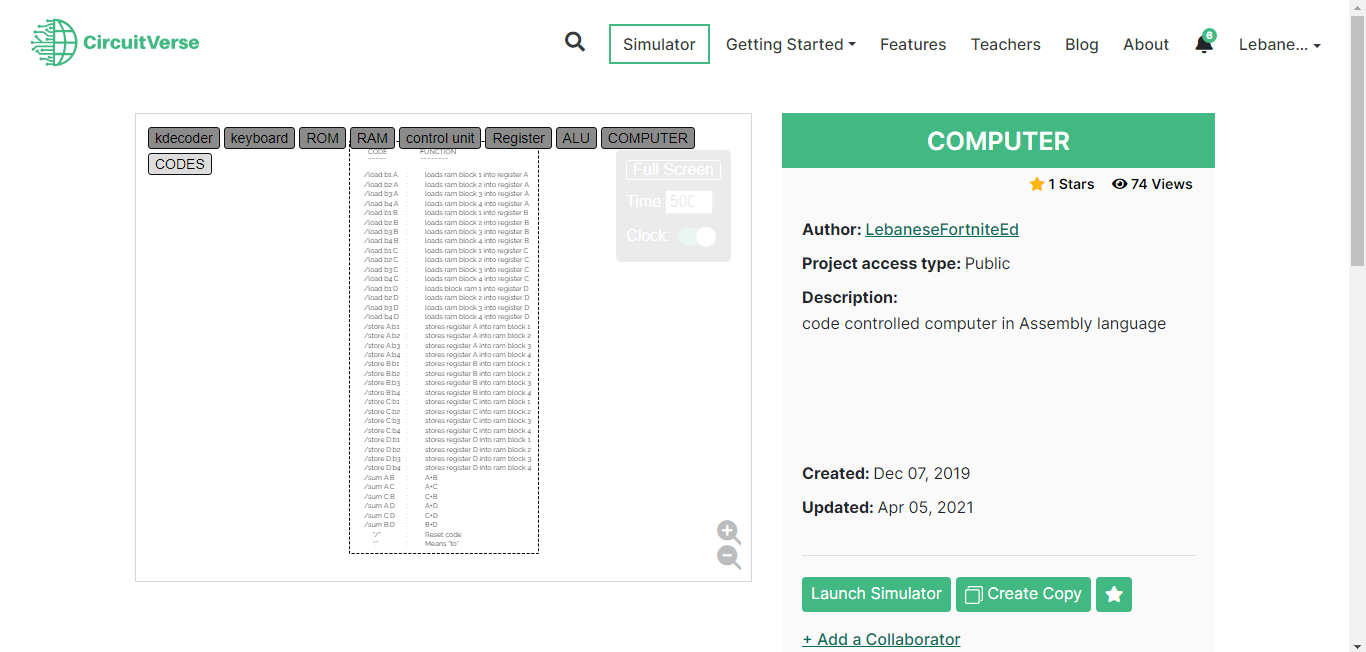 CircuitVerse
Simulator
Getting Started
Features
Teachers
Blog
About
6
Lebane...
kdecoder keyboard ROM RAM control unit Register ALU COMPUTER
CODES
CODE FUNCTION
----- --------
/load b1:A : loads ram block 1 into register A
/load b2:A : loads ram block 2 into register A
/load b3:A : loads ram block 3 into register A
/load b4:A : loads ram block 4 into register A
/load b1:B : loads ram block 1 into register B
/load b2:B : loads ram block 2 into register B
/load b3:B : loads ram block 3 into register B
/load b4:B : loads ram block 4 into register B
/load b1:C : loads ram block 1 into register C
/load b2:C : loads ram block 2 into register C
/load b3:C : loads ram block 3 into register C
/load b4:C : loads ram block 4 into register C
/load b1:D : loads block ram 1 into register D
/load b2:D : loads ram block 2 into register D
/load b3:D : loads ram block 3 into register D
/load b4:D : loads ram block 4 into register D
/store A:b1 : stores register A into ram block 1
/store A:b2 : stores register A into ram block 2
/store A:b3 : stores register A into ram block 3
/store A:b4 : stores register A into ram block 4
/store B:b1 : stores register B into ram block 1
/store B:b2 : stores register B into ram block 2
/store B:b3 : stores register B into ram block 3
/store B:b4 : stores register B into ram block 4
/store C:b1 : stores register C into ram block 1
/store C:b2 : stores register C into ram block 2
/store C:b3 : stores register C into ram block 3
/store C:b4 : stores register C into ram block 4
/store D:b1 : stores register D into ram block 1
/store D:b2 : stores register D into ram block 2
/store D:b3 : stores register D into ram block 3
/store D:b4 : stores register D into ram block 4
/sum A:B : A+B
/sum A:C : A+C
/sum C:B : C+B
/sum A:D : A+D
/sum C:D : C+D
/sum B:D : B+D
"/" : Reset code
: Means "to"
Full Screen
Time: 500
Clock:
COMPUTER
1 Stars 74 Views
Author: LebaneseFortniteEd
Project access type: Public
Description:
code controlled computer in Assembly language
Created: Dec 07, 2019
Updated: Apr 05, 2021
Launch Simulator
Create Copy
+ Add a Collaborator